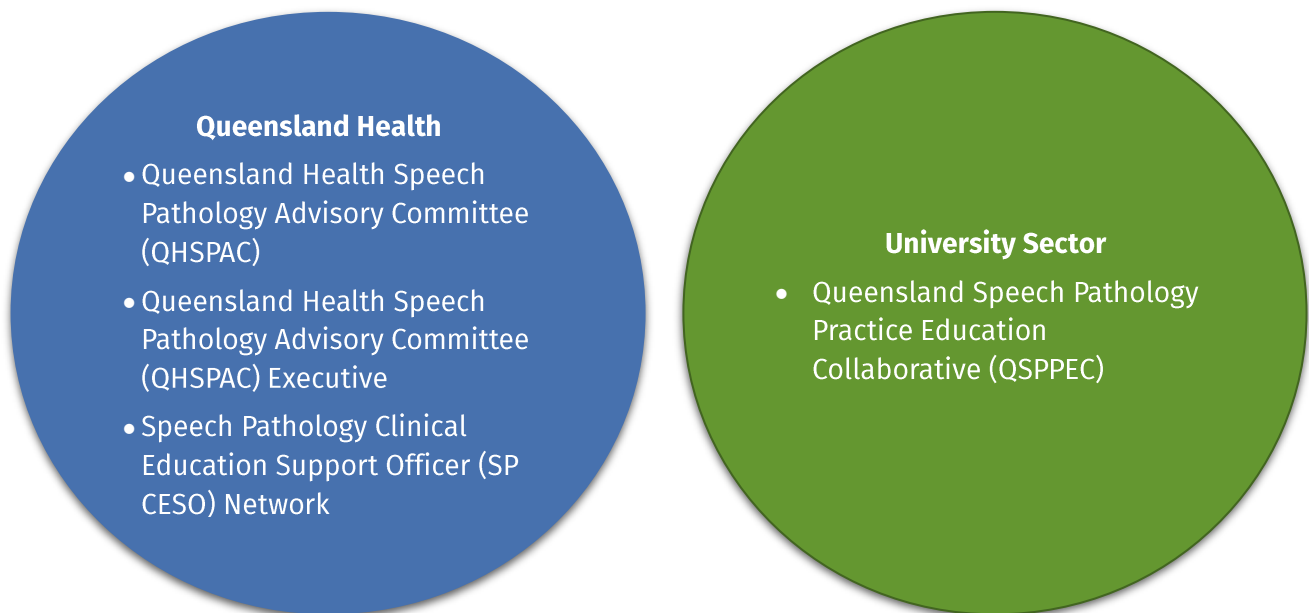 Queensland Health
• Queensland Health Speech
Pathology Advisory Committee
(QHSPAC)
• Queensland Health Speech
Pathology Advisory Committee
(QHSPAC) Executive
• Speech Pathology Clinical
Education Support Officer (SP
CESO) Network
University Sector
• Queensland Speech Pathology
Practice Education
Collaborative (QSPPEC)